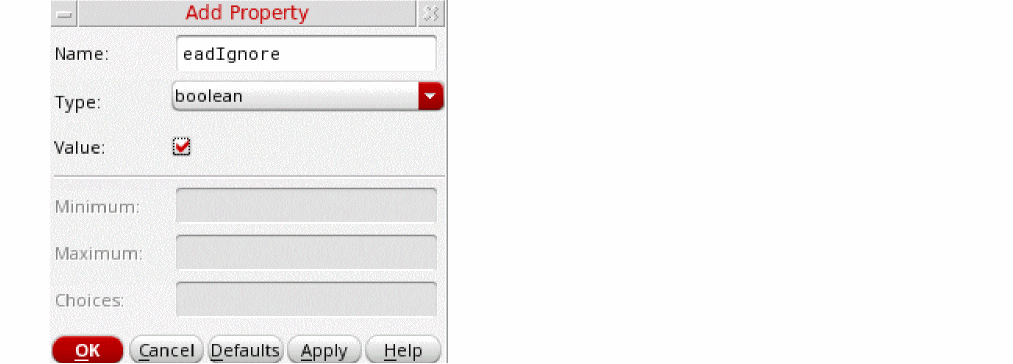 Add Property
Name: eadIgnore
Type: boolean
Value:
Minimum:
Maximum:
Choices:
OK Cancel Defaults Apply Help